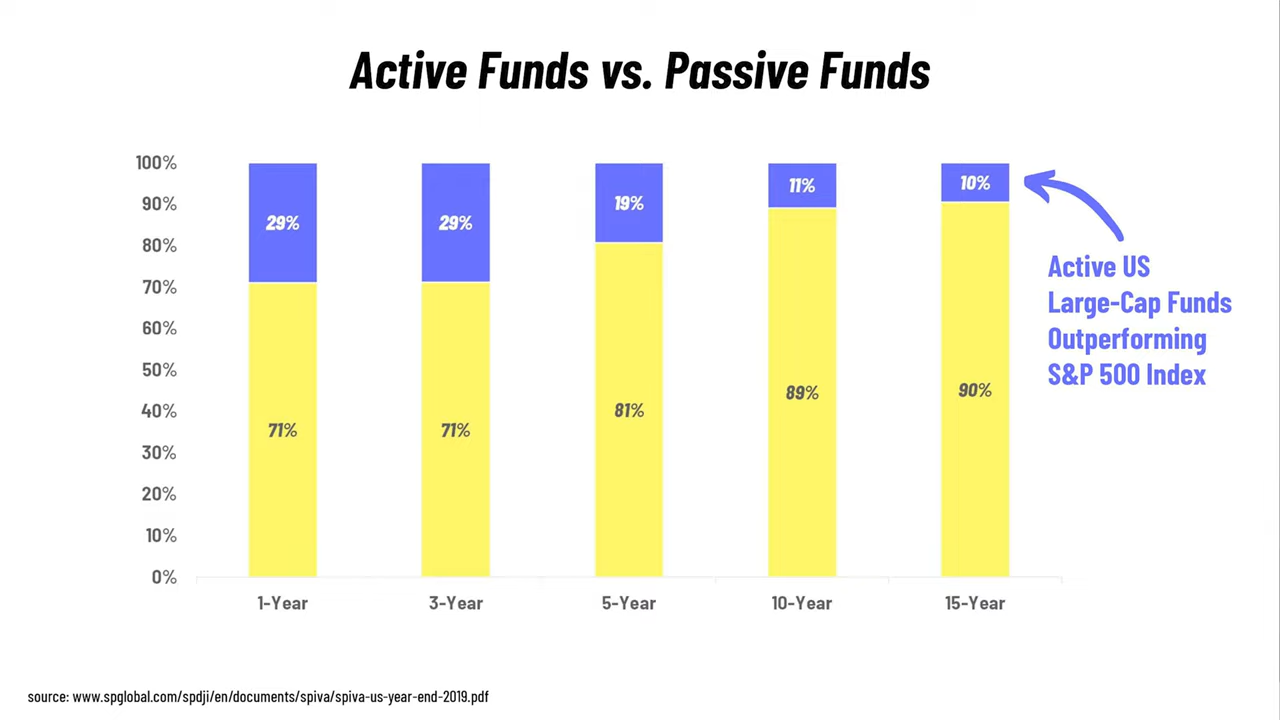 Active Funds vs. Passive Funds
100%
90%
80%
70%
60%
50%
40%
30%
20%
10%
0%
29%
29%
19%
11%
10%
71%
71%
81%
89%
90%
Active US
Large-Cap Funds
Outperforming
S&P 500 Index
1-Year
3-Year
5-Year
10-Year
15-Year
source: www.spglobal.com/spdji/en/documents/spiva/spiva-us-year-end-2019.pdf